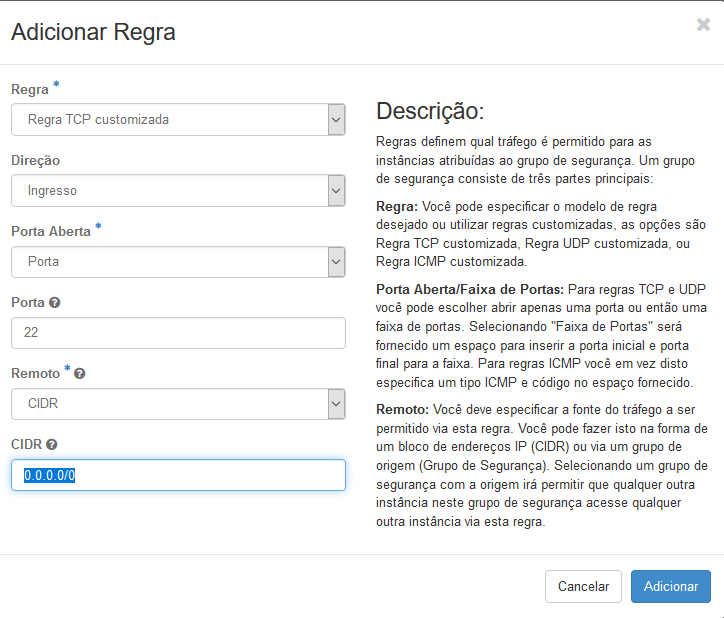 Adicionar Regra
×
Regra *
Regra TCP customizada
Direção
Ingresso
Porta Aberta *
Porta
Porta ?
22
Remoto * ?
CIDR
CIDR ?
0.0.0.0/0
Descrição:
Regras definem qual tráfego é permitido para as
instâncias atribuídas ao grupo de segurança. Um grupo
de segurança consiste de três partes principais:
Regra: Você pode especificar o modelo de regra
desejado ou utilizar regras customizadas, as opções são
Regra TCP customizada, Regra UDP customizada, ou
Regra ICMP customizada.
Porta Aberta/Faixa de Portas: Para regras TCP e UDP
você pode escolher abrir apenas uma porta ou então uma
faixa de portas. Selecionando "Faixa de Portas" será
fornecido um espaço para inserir a porta inicial e porta
final para a faixa. Para regras ICMP você em vez disto
especifica um tipo ICMP e código no espaço fornecido.
Remoto: Você deve especificar a fonte do tráfego a ser
permitido via esta regra. Você pode fazer isto na forma de
um bloco de endereços IP (CIDR) ou via um grupo de
origem (Grupo de Segurança). Selecionando um grupo de
segurança com a origem irá permitir que qualquer outra
instância neste grupo de segurança acesse qualquer
outra instância via esta regra.
Cancelar
Adicionar